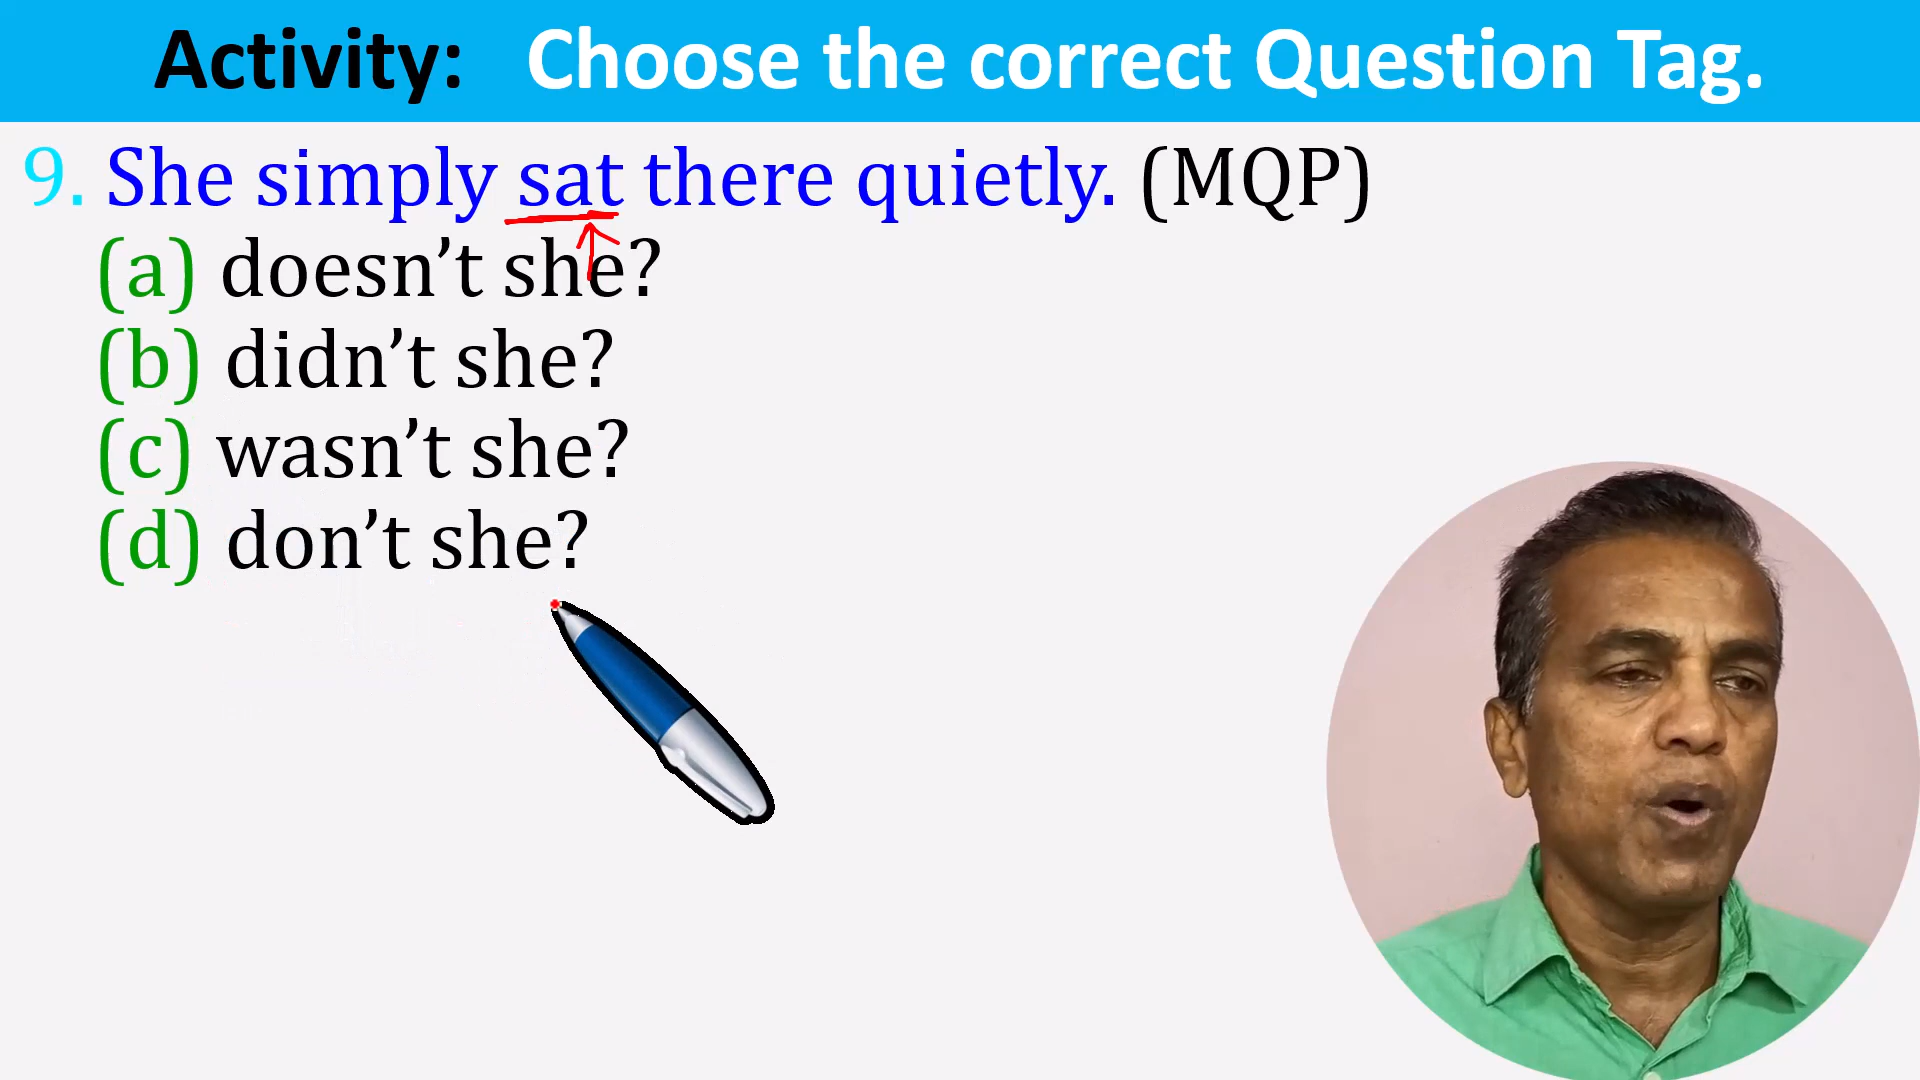 Activity: Choose the correct Question Tag.
9. She simply sat there quietly. (MQP)
(a) doesn’t she?
(b) didn’t she?
(c) wasn’t she?
(d) don’t she?